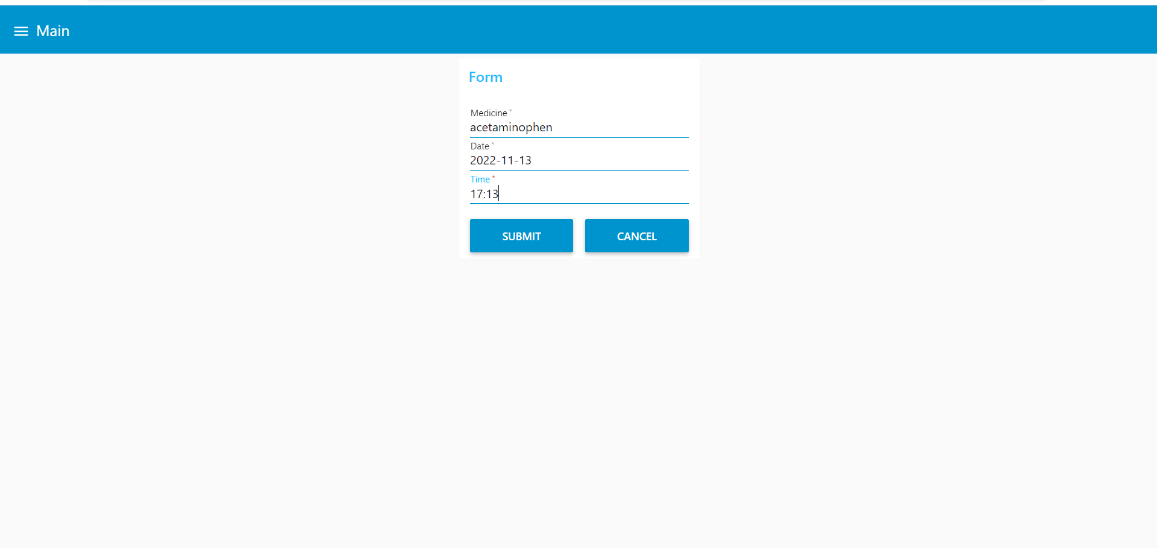 Main
Form
Medicine *
acetaminophen
Date *
2022-11-13
Time *
17:13
SUBMIT CANCEL